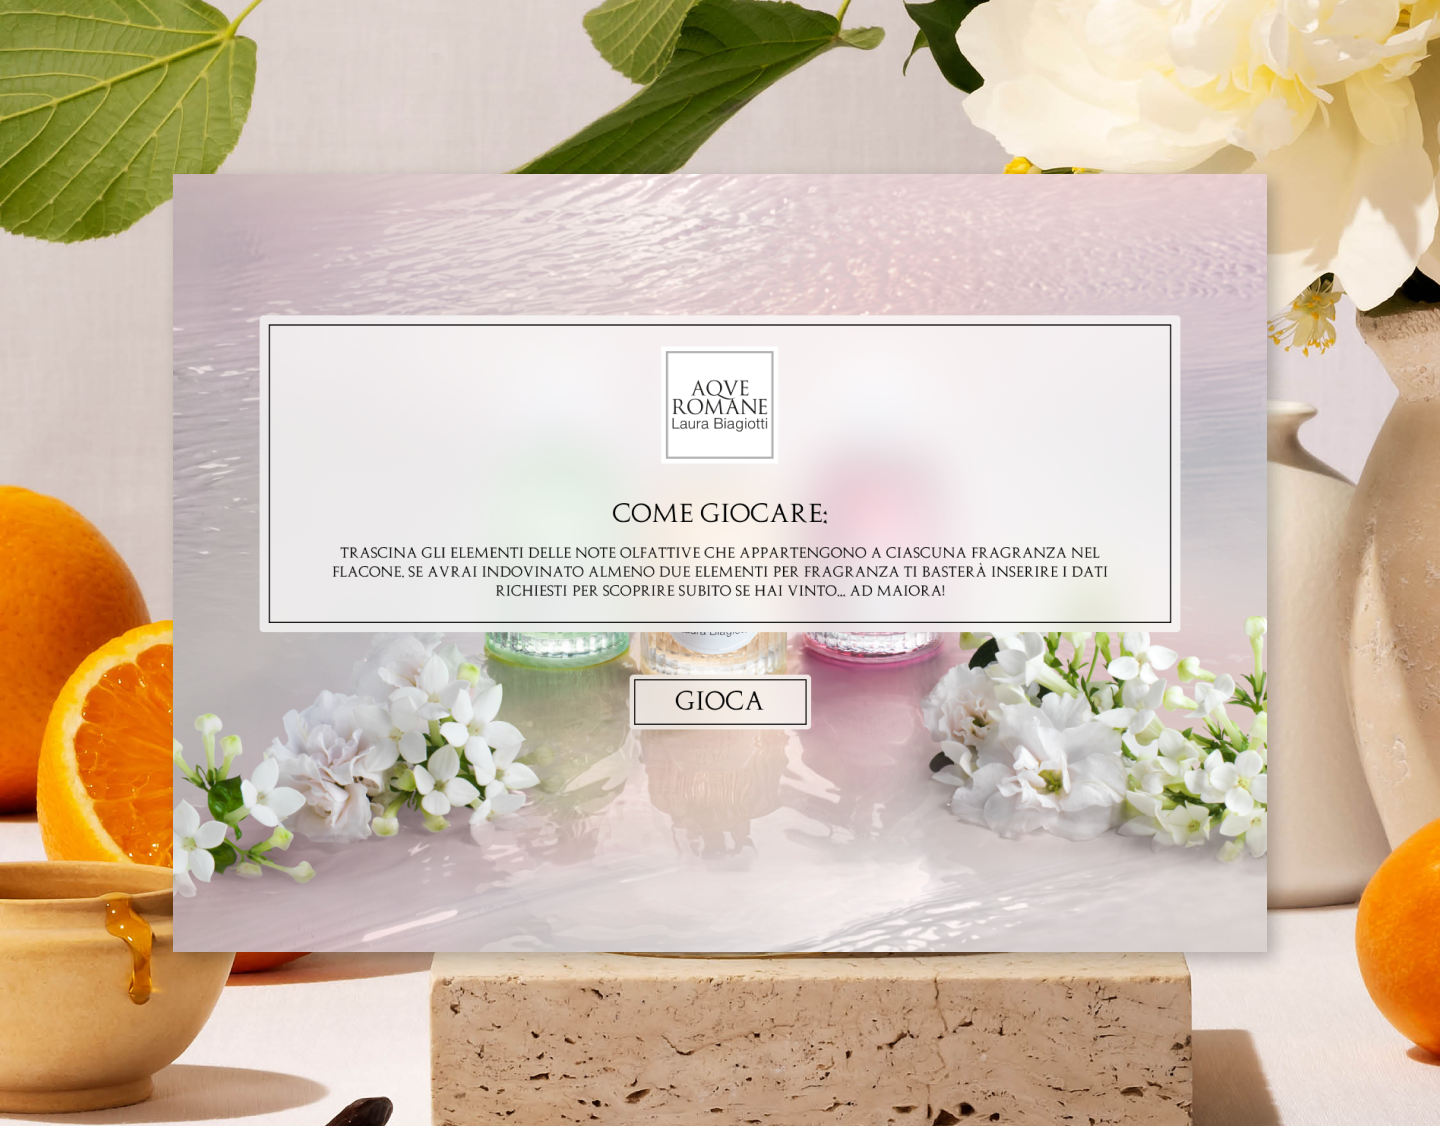 AQVE
ROMANE
Laura Biagiotti
COME GIOCARE:
TRASCINA GLI ELEMENTI DELLE NOTE OLFATTIVE CHE APPARTENGONO A CIASCUNA FRAGRANZA NEL
FLACONE. SE AVRAI INDOVINATO ALMENO DUE ELEMENTI PER FRAGRANZA TI BASTERÀ INSERIRE I DATI
RICHIESTI PER SCOPRIRE SUBITO SE HAI VINTO... AD MAIORA!
Laura Biagiotti
GIOCA